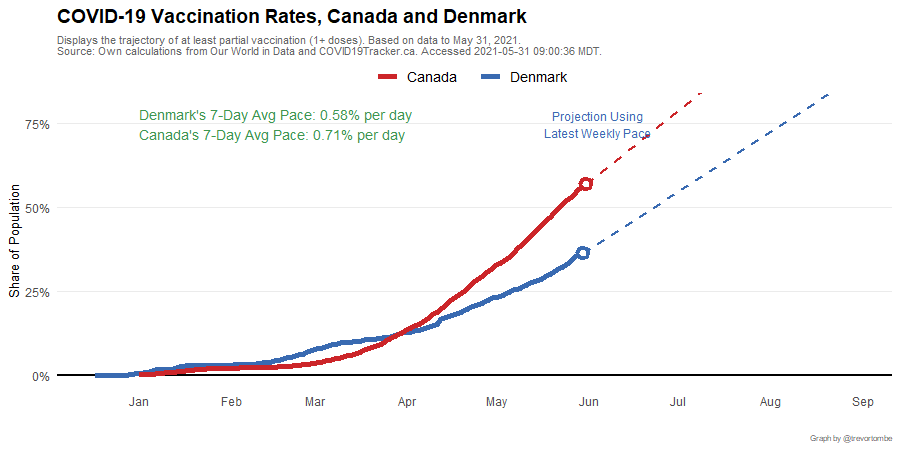 COVID-19 Vaccination Rates, Canada and Denmark
Displays the trajectory of at least partial vaccination (1+ doses). Based on data to May 31, 2021.
Source: Own calculations from Our World in Data and COVID19Tracker.ca. Accessed 2021-05-31 09:00:36 MDT.
Canada Denmark
Denmark's 7-Day Avg Pace: 0.58% per day
Canada's 7-Day Avg Pace: 0.71% per day
Projection Using
Latest Weekly Pace
Share of Population
75%
50%
25%
0%
Jan Feb Mar Apr May Jun Jul Aug Sep
Graph by @trevortombe